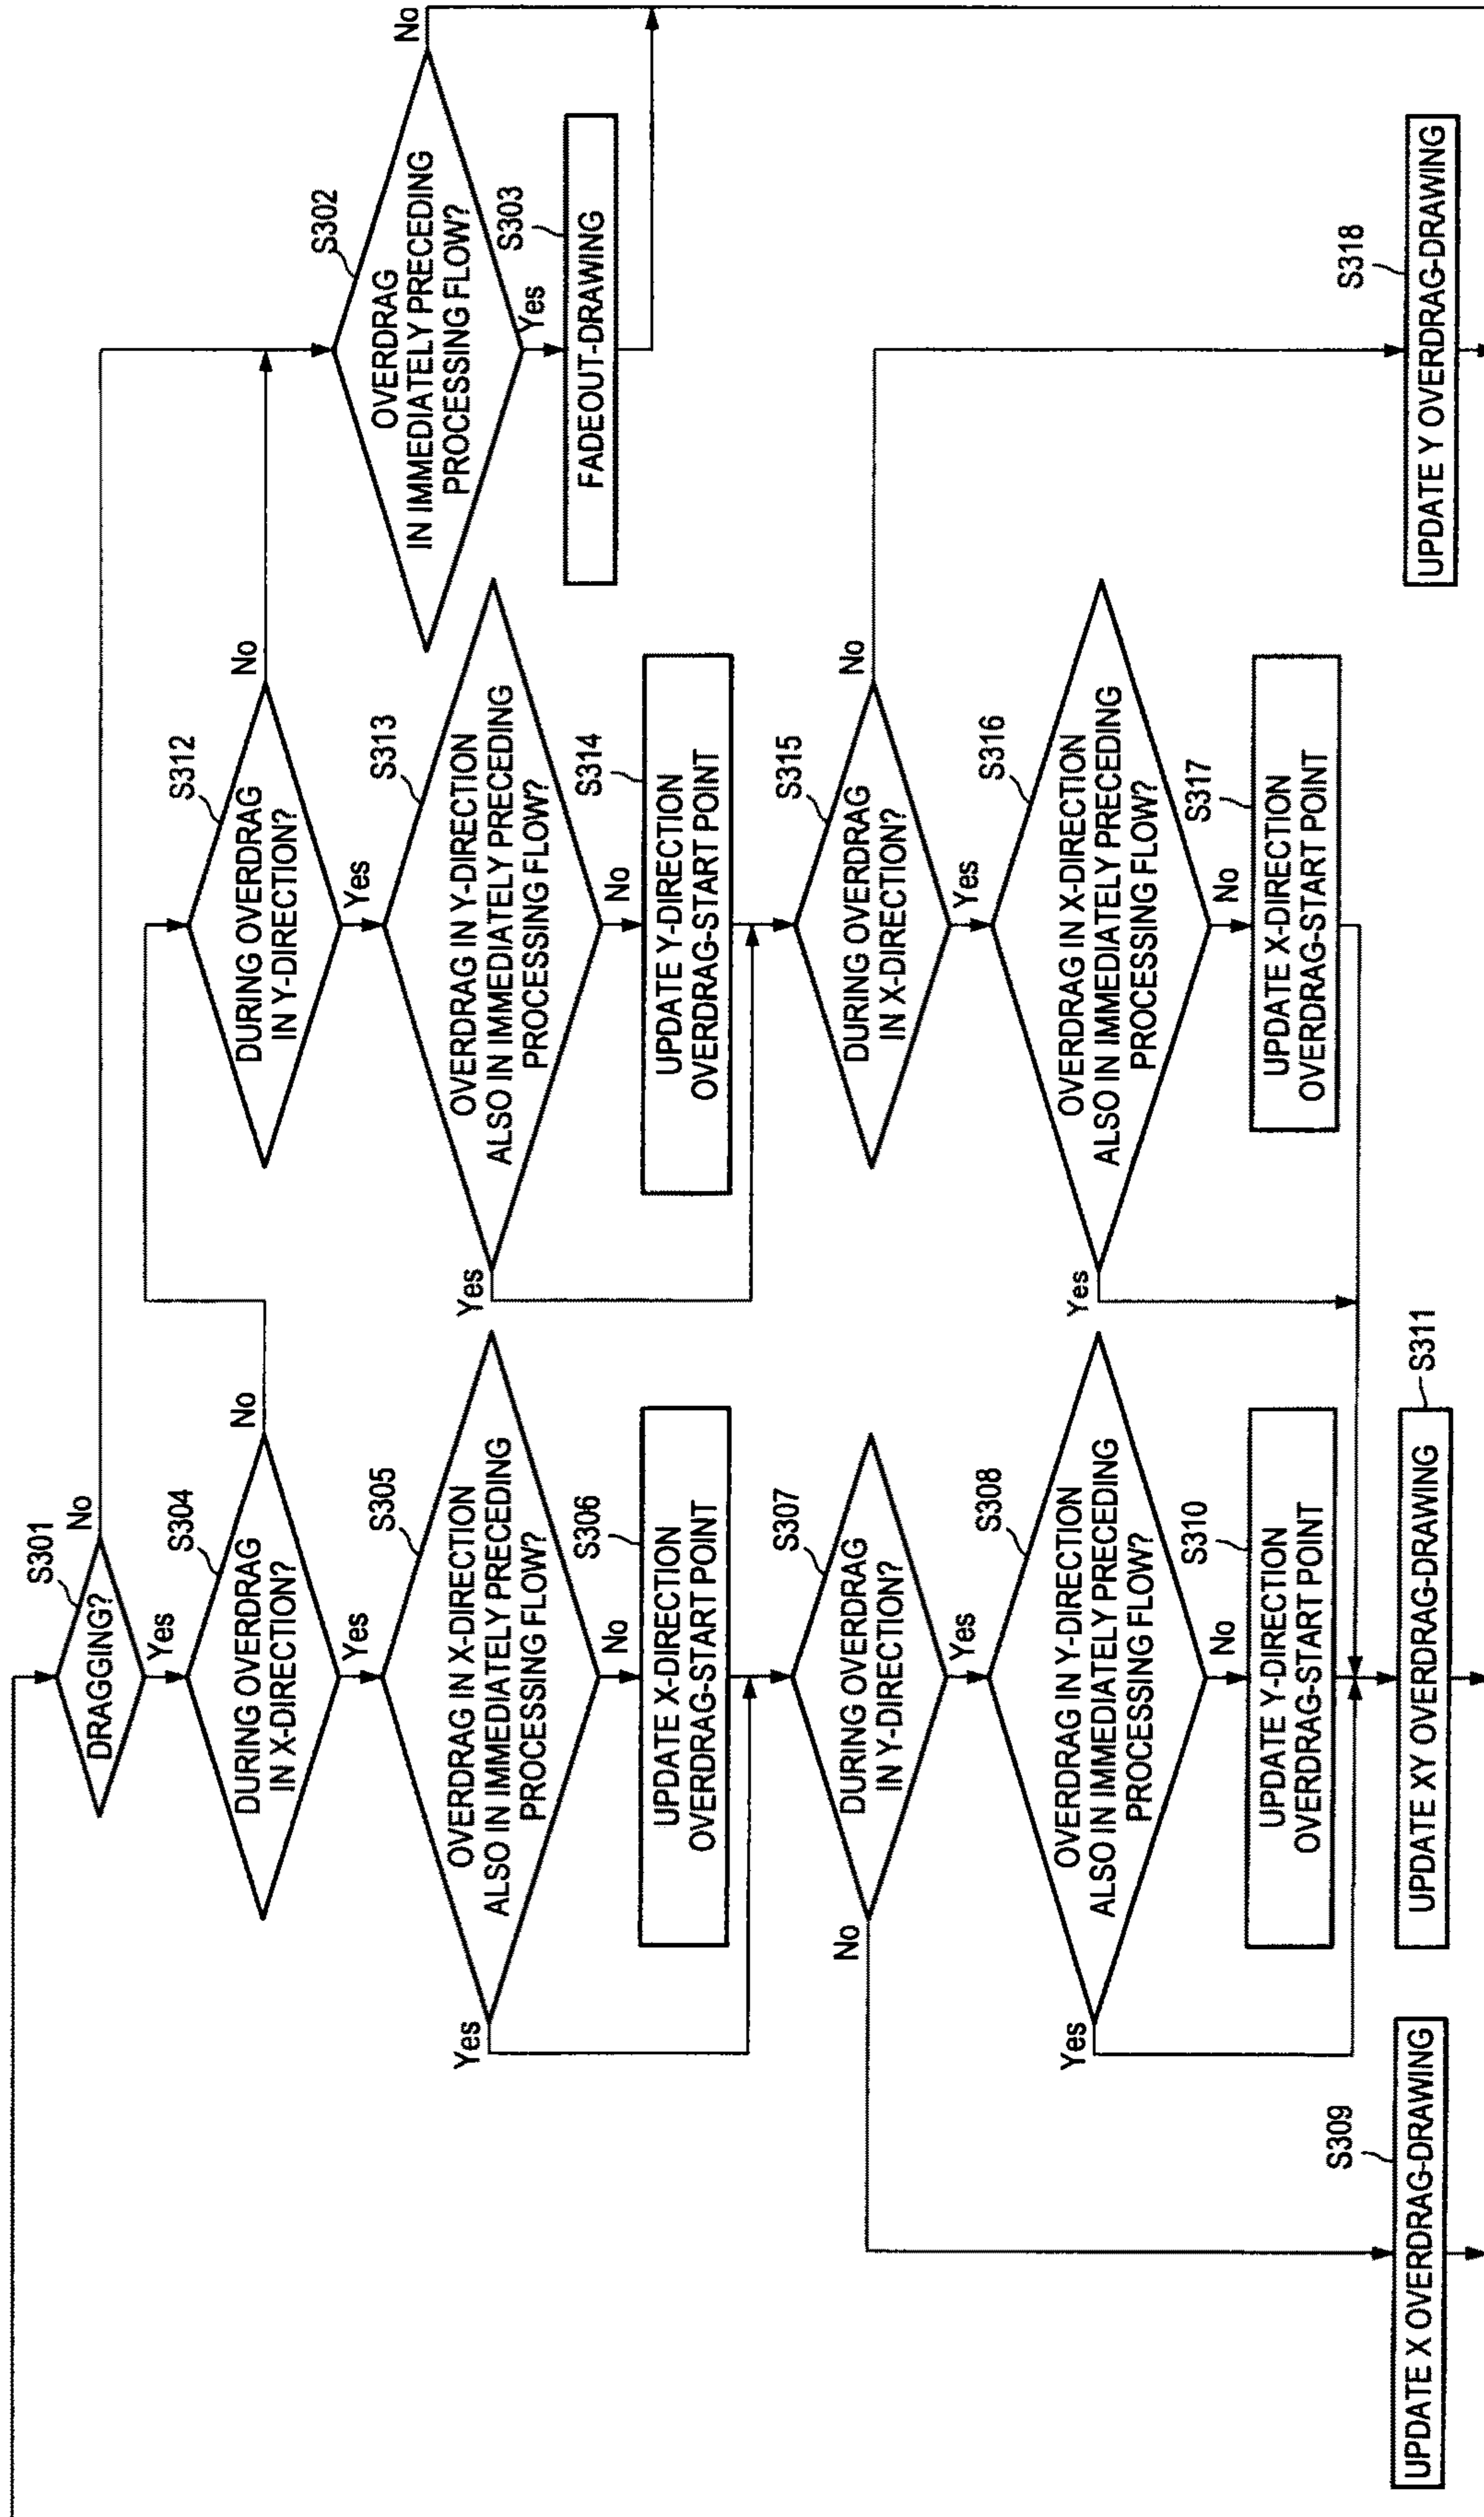 S301
DRAGGING?
No
Yes
S304
DURING OVERDRAG
IN X-DIRECTION?
No
Yes
S305
OVERDRAG IN X-DIRECTION
ALSO IN IMMEDIATELY PRECEDING
PROCESSING FLOW?
Yes
No
S306
UPDATE X-DIRECTION
OVERDRAG-START POINT
S307
DURING OVERDRAG
IN Y-DIRECTION?
No
Yes
S308
OVERDRAG IN Y-DIRECTION
ALSO IN IMMEDIATELY PRECEDING
PROCESSING FLOW?
Yes
No
S310
UPDATE Y-DIRECTION
OVERDRAG-START POINT
S309
UPDATE X OVERDRAG-DRAWING
S311
UPDATE XY OVERDRAG-DRAWING
S312
DURING OVERDRAG
IN Y-DIRECTION?
No
Yes
S313
OVERDRAG IN Y-DIRECTION
ALSO IN IMMEDIATELY PRECEDING
PROCESSING FLOW?
Yes
No
S314
UPDATE Y-DIRECTION
OVERDRAG-START POINT
S315
DURING OVERDRAG
IN X-DIRECTION?
No
Yes
S316
OVERDRAG IN X-DIRECTION
ALSO IN IMMEDIATELY PRECEDING
PROCESSING FLOW?
Yes
No
S317
UPDATE X-DIRECTION
OVERDRAG-START POINT
S302
OVERDRAG
IN IMMEDIATELY PRECEDING
PROCESSING FLOW?
No
Yes
S303
FADEOUT-DRAWING
S318
UPDATE Y OVERDRAG-DRAWING